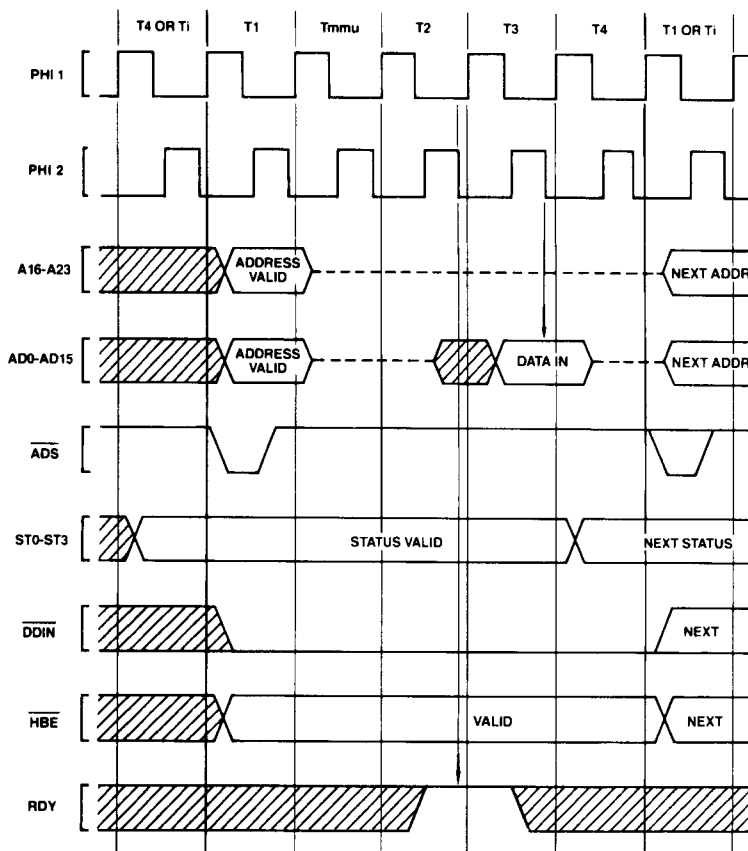 T4 OR Ti T1 Tmmu T2 T3 T4 T1 OR Ti
PHI 1
PHI 2
A16-A23
ADDRESS
VALID
NEXT ADDR
AD0-AD15
ADDRESS
VALID
DATA IN
NEXT ADDR
ADS
ST0-ST3
STATUS VALID
NEXT STATUS
DDIN
NEXT
HBE
VALID
NEXT
RDY